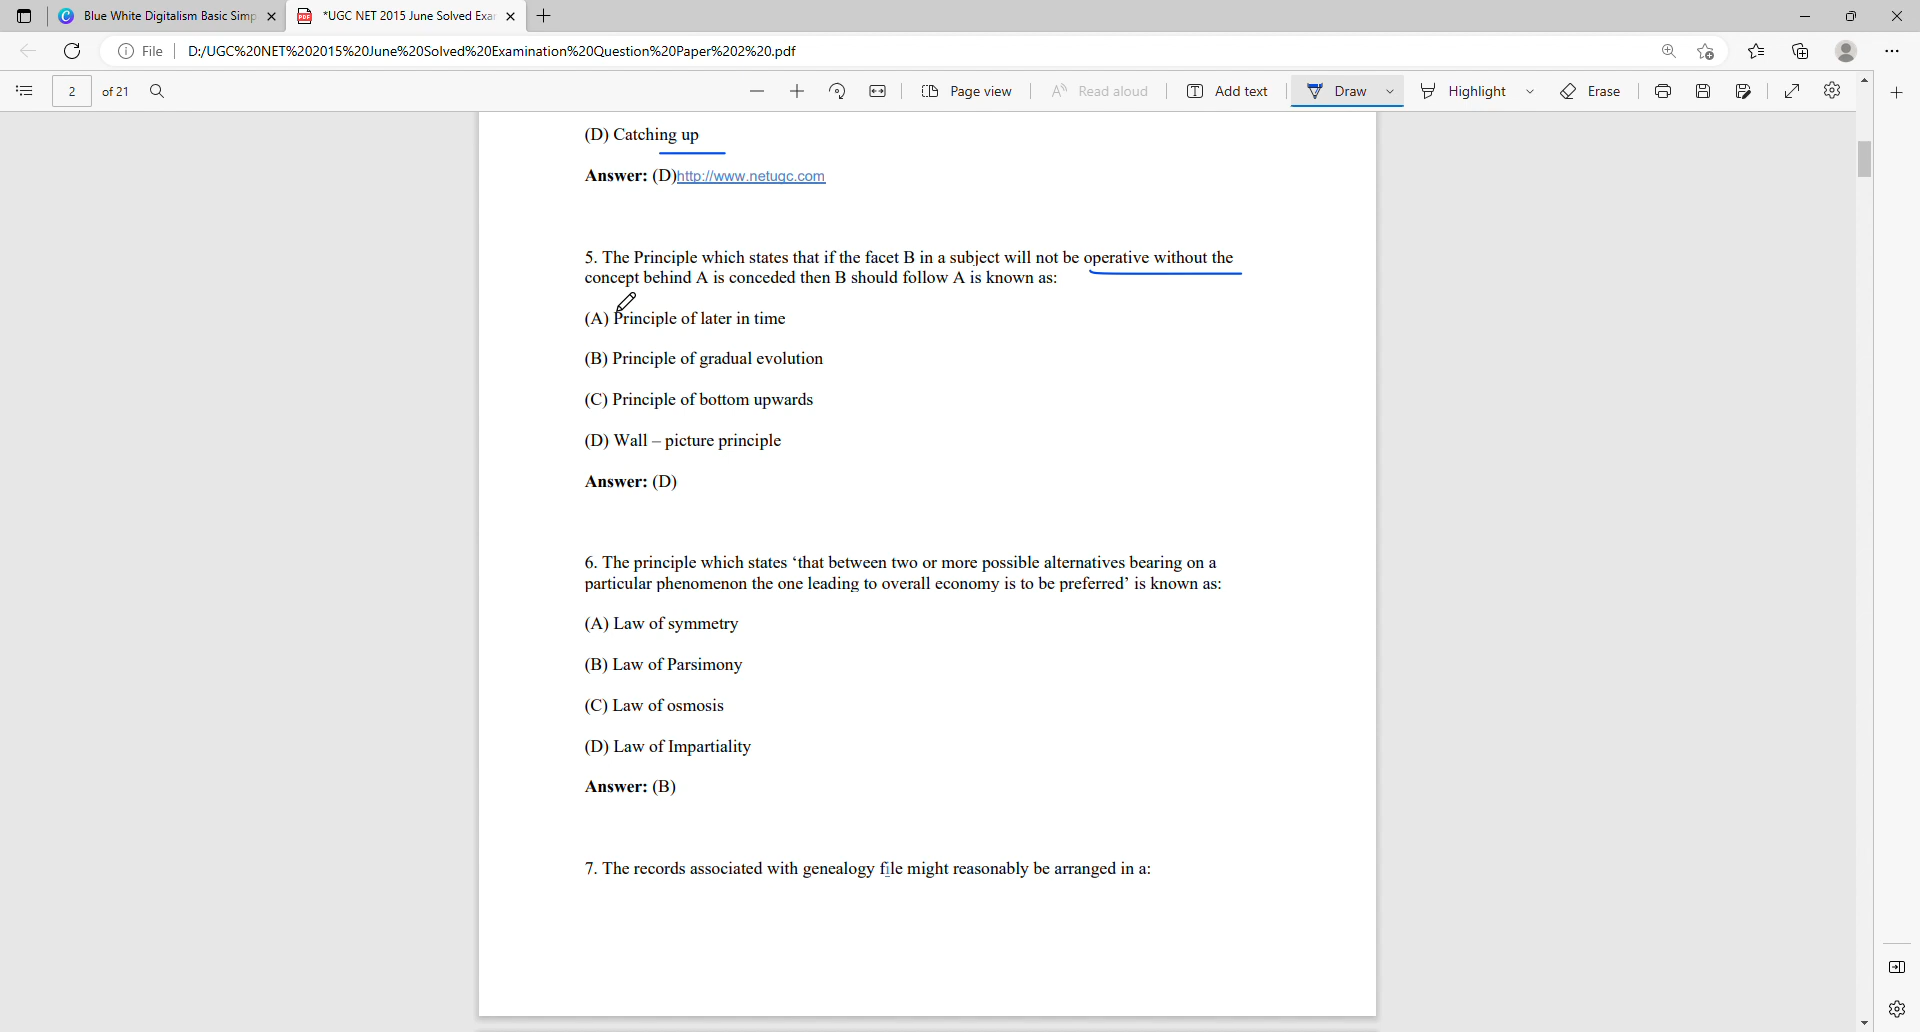 Blue White Digitalism Basic Simp
*UGC NET 2015 June Solved Exar
File
D:/UGC%20NET%202015%20June%20Solved%20Examination%20Question%20Paper%202%20.pdf
2 of 21
Page view
Read aloud
Add text
Draw
Highlight
Erase
(D) Catching up
Answer: (D)http://www.netugc.com
5. The Principle which states that if the facet B in a subject will not be operative without the
concept behind A is conceded then B should follow A is known as:
(A) Principle of later in time
(B) Principle of gradual evolution
(C) Principle of bottom upwards
(D) Wall – picture principle
Answer: (D)
6. The principle which states ‘that between two or more possible alternatives bearing on a
particular phenomenon the one leading to overall economy is to be preferred’ is known as:
(A) Law of symmetry
(B) Law of Parsimony
(C) Law of osmosis
(D) Law of Impartiality
Answer: (B)
7. The records associated with genealogy file might reasonably be arranged in a: